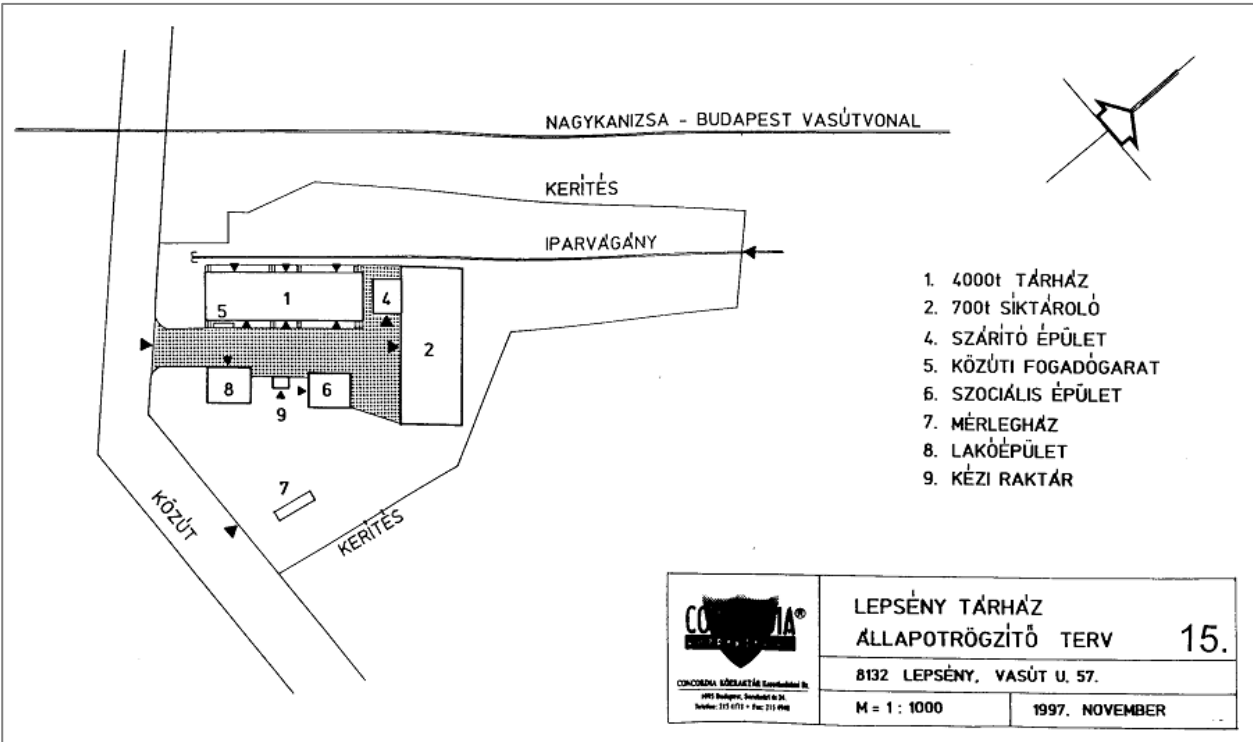 NAGYKANIZSA - BUDAPEST VASÚTVONAL
KERÍTÉS
IPARVÁGÁNY
1
4
5
2
8
9
6
7
KÖZÚT
KERÍTÉS
1. 4000t TÁRHÁZ
2. 700t SÍKTÁROLÓ
4. SZÁRÍTÓ ÉPÜLET
5. KÖZÚTI FOGADÓGARAT
6. SZOCIÁLIS ÉPÜLET
7. MÉRLEGHÁZ
8. LAKÓÉPÜLET
9. KÉZI RAKTÁR
CONCORDIA KÖZRAKTÁR
LEPSÉNY TÁRHÁZ
ÁLLAPOTRÖGZÍTŐ TERV 15.
8132 LEPSÉNY, VASÚT U. 57.
M = 1 : 1000
1997. NOVEMBER